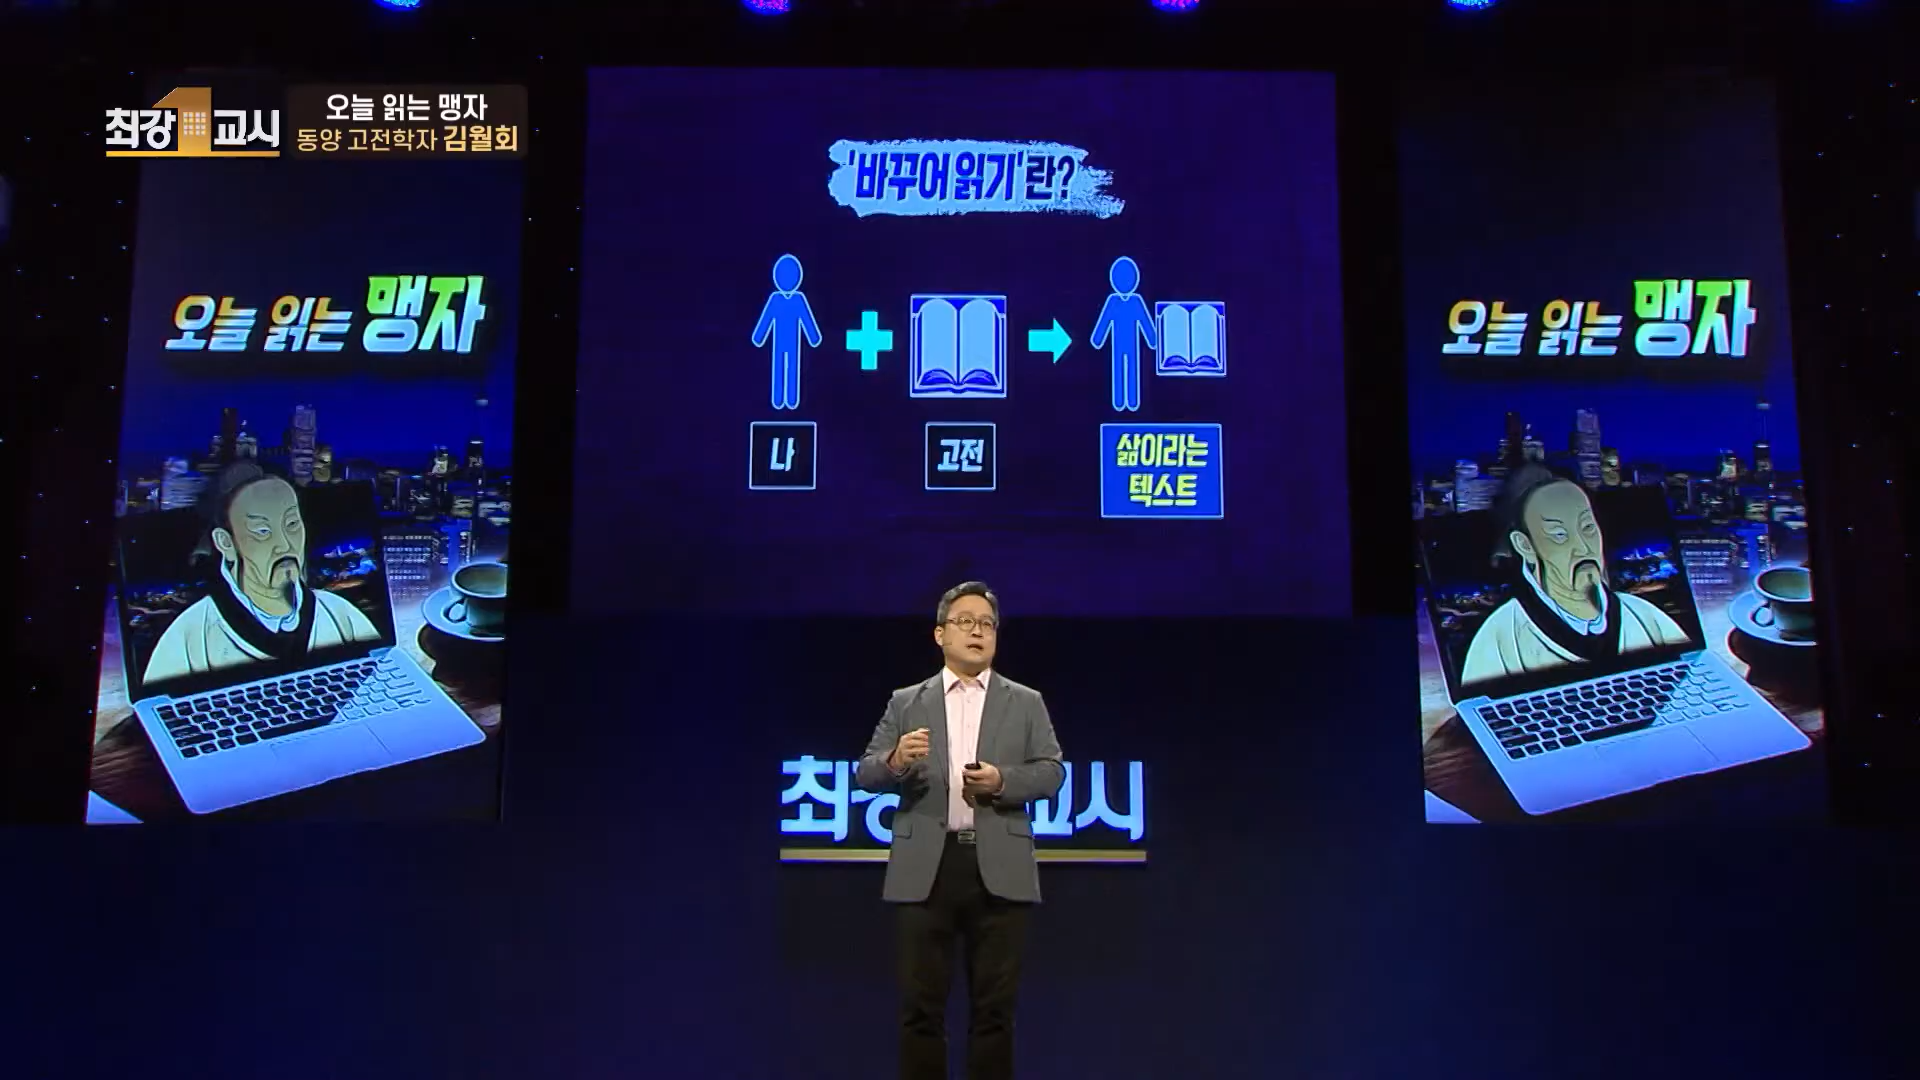 최강1교시
오늘 읽는 맹자
동양 고전학자 김월회
'바꾸어 읽기'란?
나
고전
삶이라는
텍스트
오늘 읽는 맹자
오늘 읽는 맹자
최강
교시